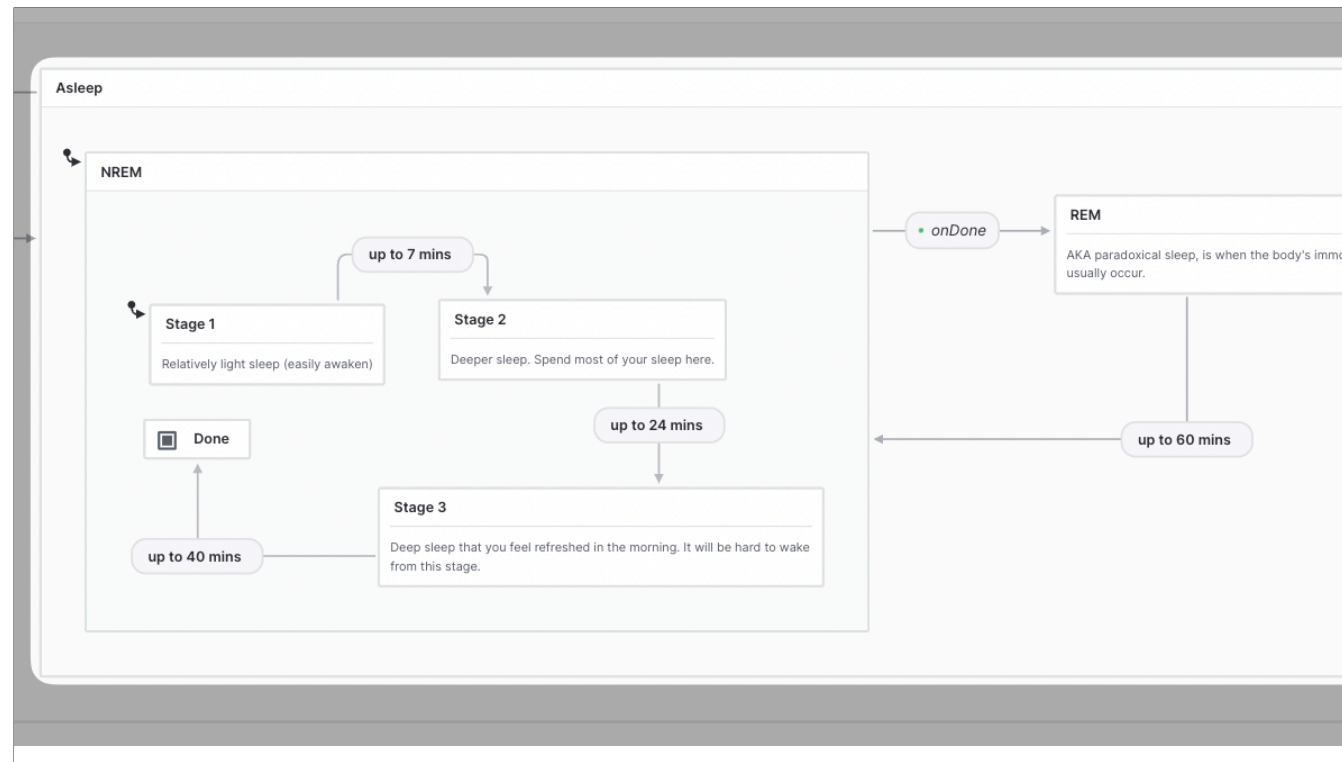 Asleep
NREM
onDone
REM
AKA paradoxical sleep, is when the body's
usually occur.
up to 7 mins
Stage 1
Relatively light sleep (easily awaken)
Stage 2
Deeper sleep. Spend most of your sleep here.
Done
up to 24 mins
up to 60 mins
Stage 3
Deep sleep that you feel refreshed in the morning. It will be hard to wake
from this stage.
up to 40 mins